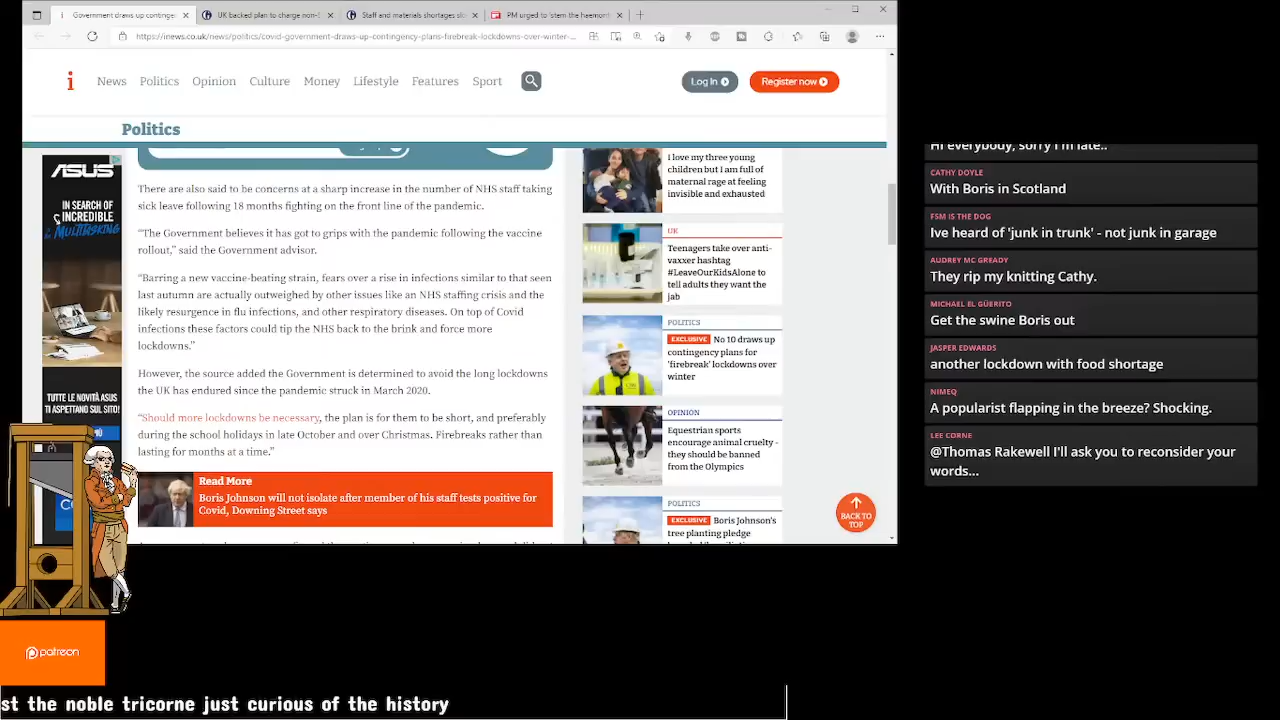 Government draws up continge
UK backed plan to charge non-
Staff and materials shortages sl
PM urged to 'stem the haemorr
https://inews.co.uk/news/politics/covid-government-draws-up-contingency-plans-firebreak-lockdowns-over-winter-...
i News Politics Opinion Culture Money Lifestyle Features Sport
Log In
Register now
Politics
ASUS
IN SEARCH OF
INCREDIBLE
MULTITASKING
TUTTE LE NOVITÀ ASUS
TI ASPETTANO SUL SITO!
There are also said to be concerns at a sharp increase in the number of NHS staff taking
sick leave following 18 months fighting on the front line of the pandemic.
“The Government believes it has got to grips with the pandemic following the vaccine
rollout,” said the Government advisor.
“Barring a new vaccine-beating strain, fears over a rise in infections similar to that seen
last autumn are actually outweighed by other issues like an NHS staffing crisis and the
likely resurgence in flu infections, and other respiratory diseases. On top of Covid
infections these factors could tip the NHS back to the brink and force more
lockdowns.”
However, the source added the Government is determined to avoid the long lockdowns
the UK has endured since the pandemic struck in March 2020.
“Should more lockdowns be necessary, the plan is for them to be short, and preferably
during the school holidays in late October and over Christmas. Firebreaks rather than
lasting for months at a time.”
Read More
Boris Johnson will not isolate after member of his staff tests positive for
Covid, Downing Street says
I love my three young
children but I am full of
maternal rage at feeling
invisible and exhausted
UK
Teenagers take over anti-
vaxxer hashtag
#LeaveOurKidsAlone to
tell adults they want the
jab
POLITICS
EXCLUSIVE No 10 draws up
contingency plans for
'firebreak' lockdowns over
winter
OPINION
Equestrian sports
encourage animal cruelty -
they should be banned
from the Olympics
POLITICS
EXCLUSIVE Boris Johnson's
tree planting pledge
BACK TO
TOP
Hi everybody, sorry I'm late..
CATHY DOYLE
With Boris in Scotland
FSM IS THE DOG
Ive heard of 'junk in trunk' - not junk in garage
AUDREY MC GREADY
They rip my knitting Cathy.
MICHAEL EL GÜERITO
Get the swine Boris out
JASPER EDWARDS
another lockdown with food shortage
NIMEQ
A popularist flapping in the breeze? Shocking.
LEE CORNE
@Thomas Rakewell I'll ask you to reconsider your
words...
patreon
st the noble tricorne just curious of the history